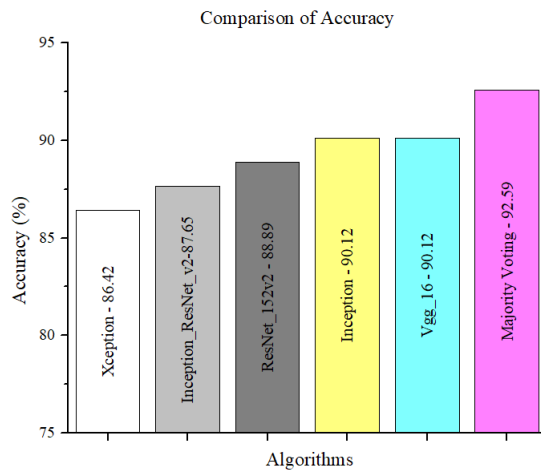 Comparison of Accuracy
Accuracy (%)
95
90
85
80
75
Xception - 86.42
Inception_ResNet_v2-87.65
ResNet_152v2 - 88.89
Inception - 90.12
Vgg_16 - 90.12
Majority Voting - 92.59
Algorithms